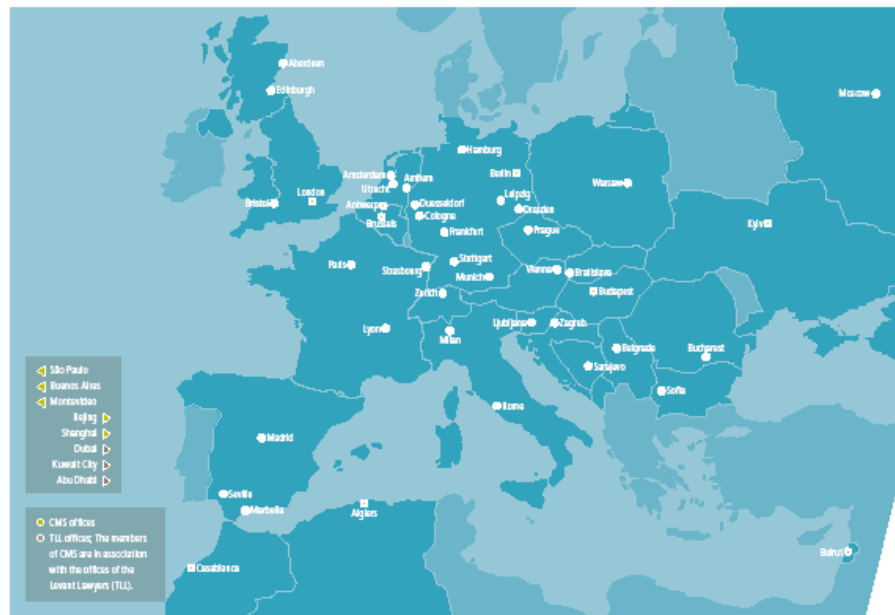 Aberdeen
Edinburgh
Moscow
Hamburg
Amsterdam
Arnhem
Berlin
Utrecht
Warsaw
London
Leipzig
Bristol
Antwerp
Duesseldorf
Dresden
Cologne
Brussels
Kyiv
Frankfurt
Prague
Paris
Strasbourg
Stuttgart
Munich
Vienna
Bratislava
Zurich
Budapest
Lyon
Milan
Ljubljana
Zagreb
Belgrade
Bucharest
Sarajevo
Sofia
Rome
Madrid
Seville
Marbella
Algiers
Casablanca
Beirut
São Paulo
Buenos Aires
Montevideo
Beijing
Shanghai
Dubai
Kuwait City
Abu Dhabi
CMS offices
TLL offices; The members
of CMS are in association
with the offices of the
Levant Lawyers (TLL).